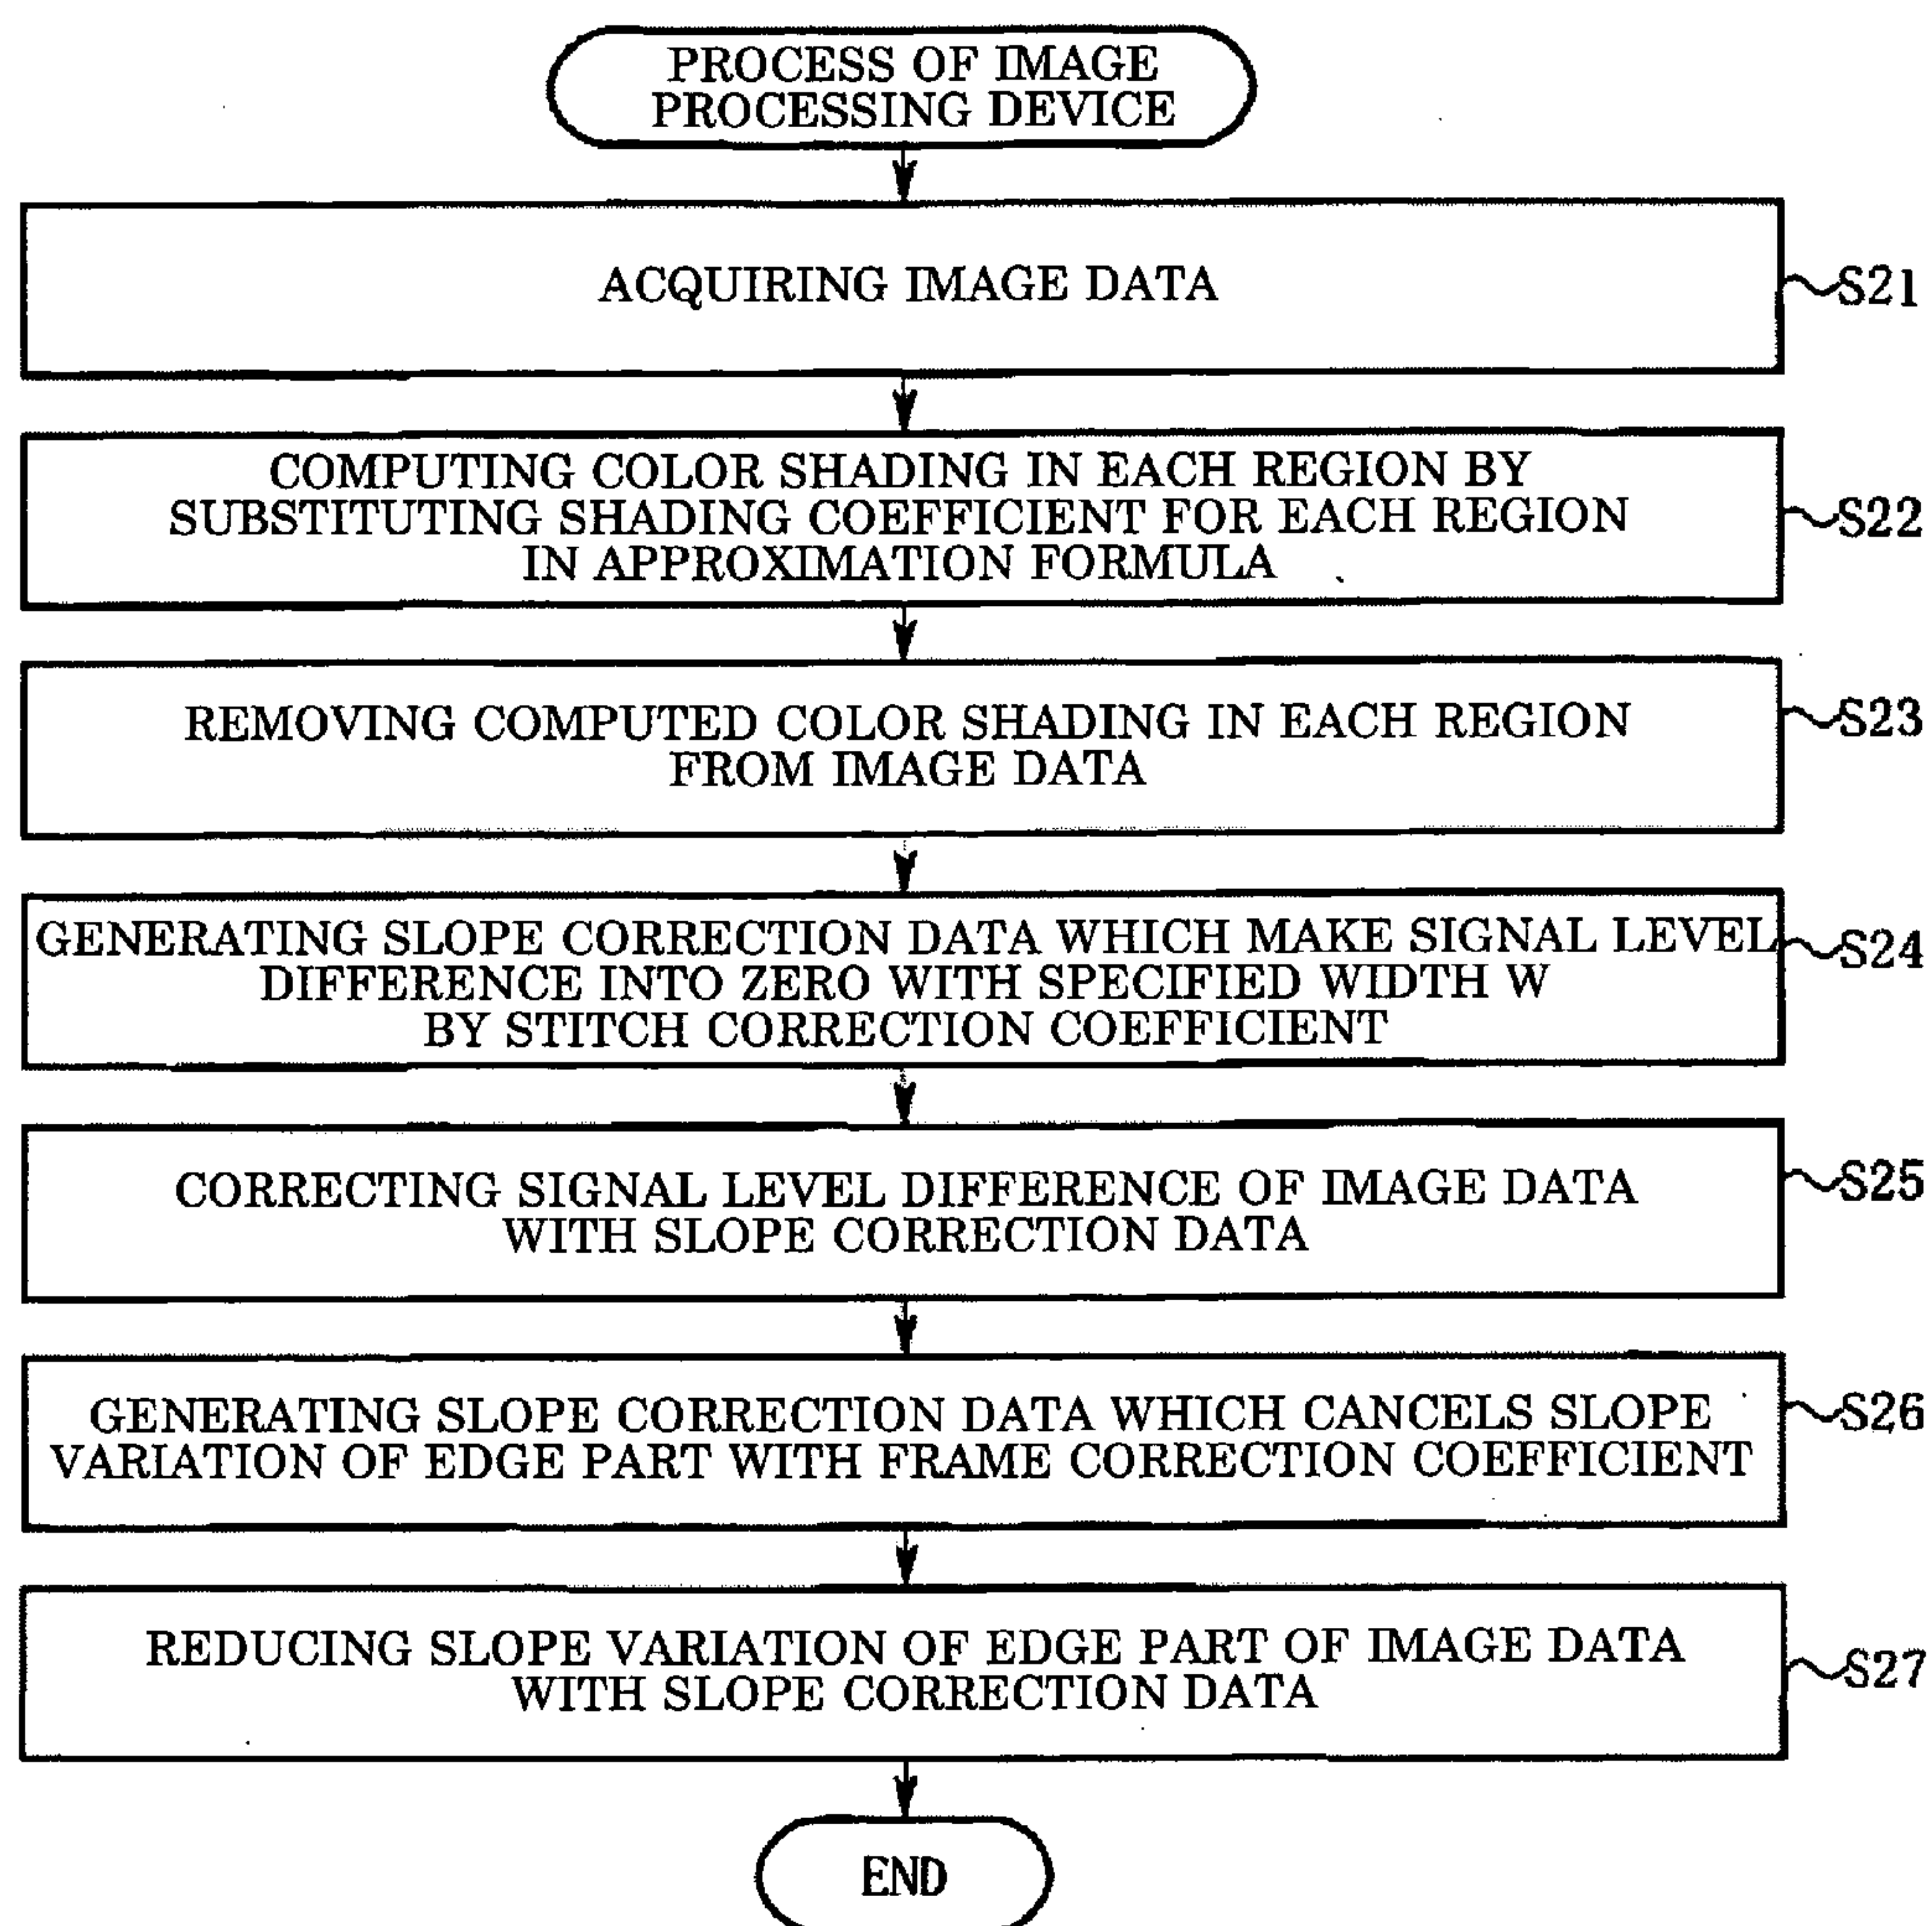 PROCESS OF IMAGE
PROCESSING DEVICE
ACQUIRING IMAGE DATA
S21
COMPUTING COLOR SHADING IN EACH REGION BY
SUBSTITUTING SHADING COEFFICIENT FOR EACH REGION
IN APPROXIMATION FORMULA
S22
REMOVING COMPUTED COLOR SHADING IN EACH REGION
FROM IMAGE DATA
S23
GENERATING SLOPE CORRECTION DATA WHICH MAKE SIGNAL LEVEL
DIFFERENCE INTO ZERO WITH SPECIFIED WIDTH W
BY STITCH CORRECTION COEFFICIENT
S24
CORRECTING SIGNAL LEVEL DIFFERENCE OF IMAGE DATA
WITH SLOPE CORRECTION DATA
S25
GENERATING SLOPE CORRECTION DATA WHICH CANCELS SLOPE
VARIATION OF EDGE PART WITH FRAME CORRECTION COEFFICIENT
S26
REDUCING SLOPE VARIATION OF EDGE PART OF IMAGE DATA
WITH SLOPE CORRECTION DATA
S27
END